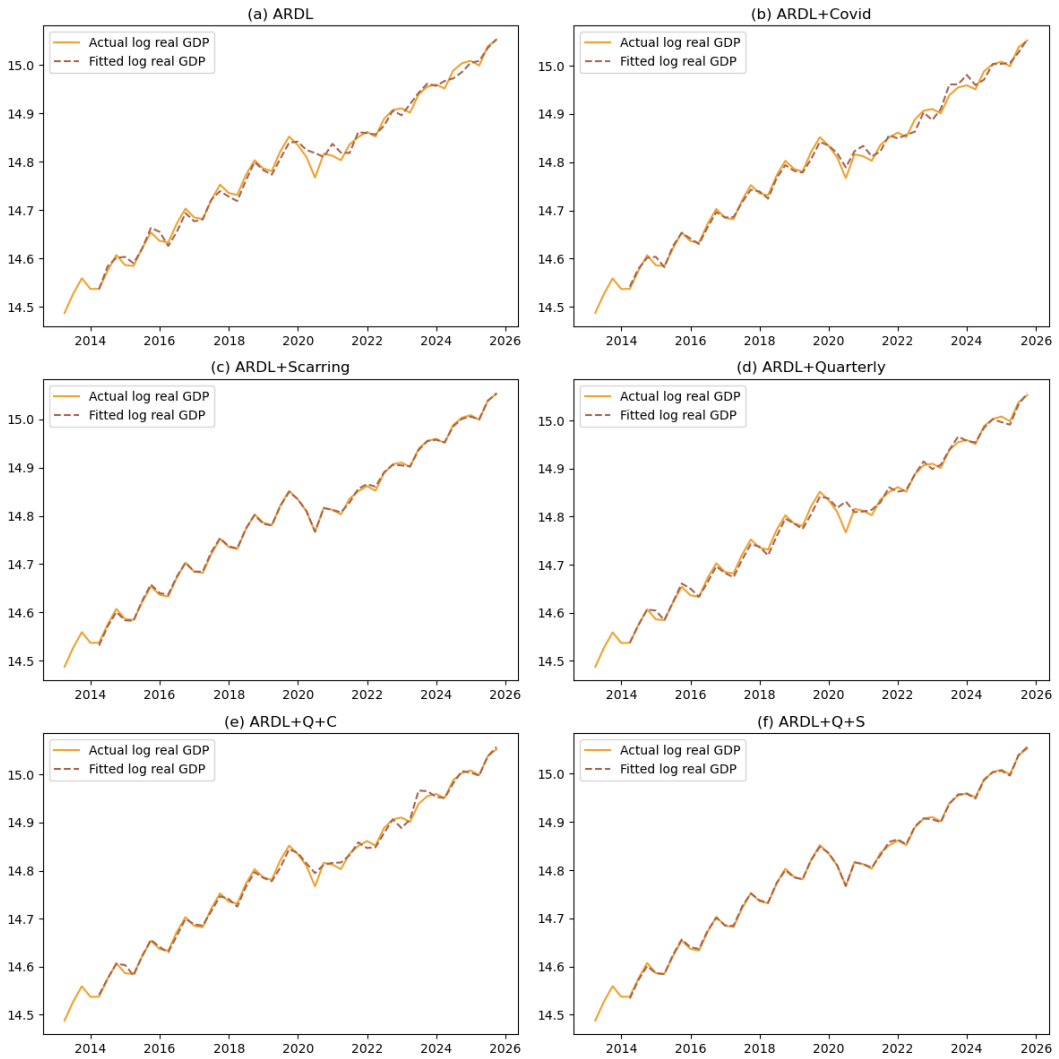 (a) ARDL
Actual log real GDP
Fitted log real GDP
15.0
14.9
14.8
14.7
14.6
14.5
2014 2016 2018 2020 2022 2024 2026
(b) ARDL+Covid
Actual log real GDP
Fitted log real GDP
15.0
14.9
14.8
14.7
14.6
14.5
2014 2016 2018 2020 2022 2024 2026
(c) ARDL+Scarring
Actual log real GDP
Fitted log real GDP
15.0
14.9
14.8
14.7
14.6
14.5
2014 2016 2018 2020 2022 2024 2026
(d) ARDL+Quarterly
Actual log real GDP
Fitted log real GDP
15.0
14.9
14.8
14.7
14.6
14.5
2014 2016 2018 2020 2022 2024 2026
(e) ARDL+Q+C
Actual log real GDP
Fitted log real GDP
15.0
14.9
14.8
14.7
14.6
14.5
2014 2016 2018 2020 2022 2024 2026
(f) ARDL+Q+S
Actual log real GDP
Fitted log real GDP
15.0
14.9
14.8
14.7
14.6
14.5
2014 2016 2018 2020 2022 2024 2026